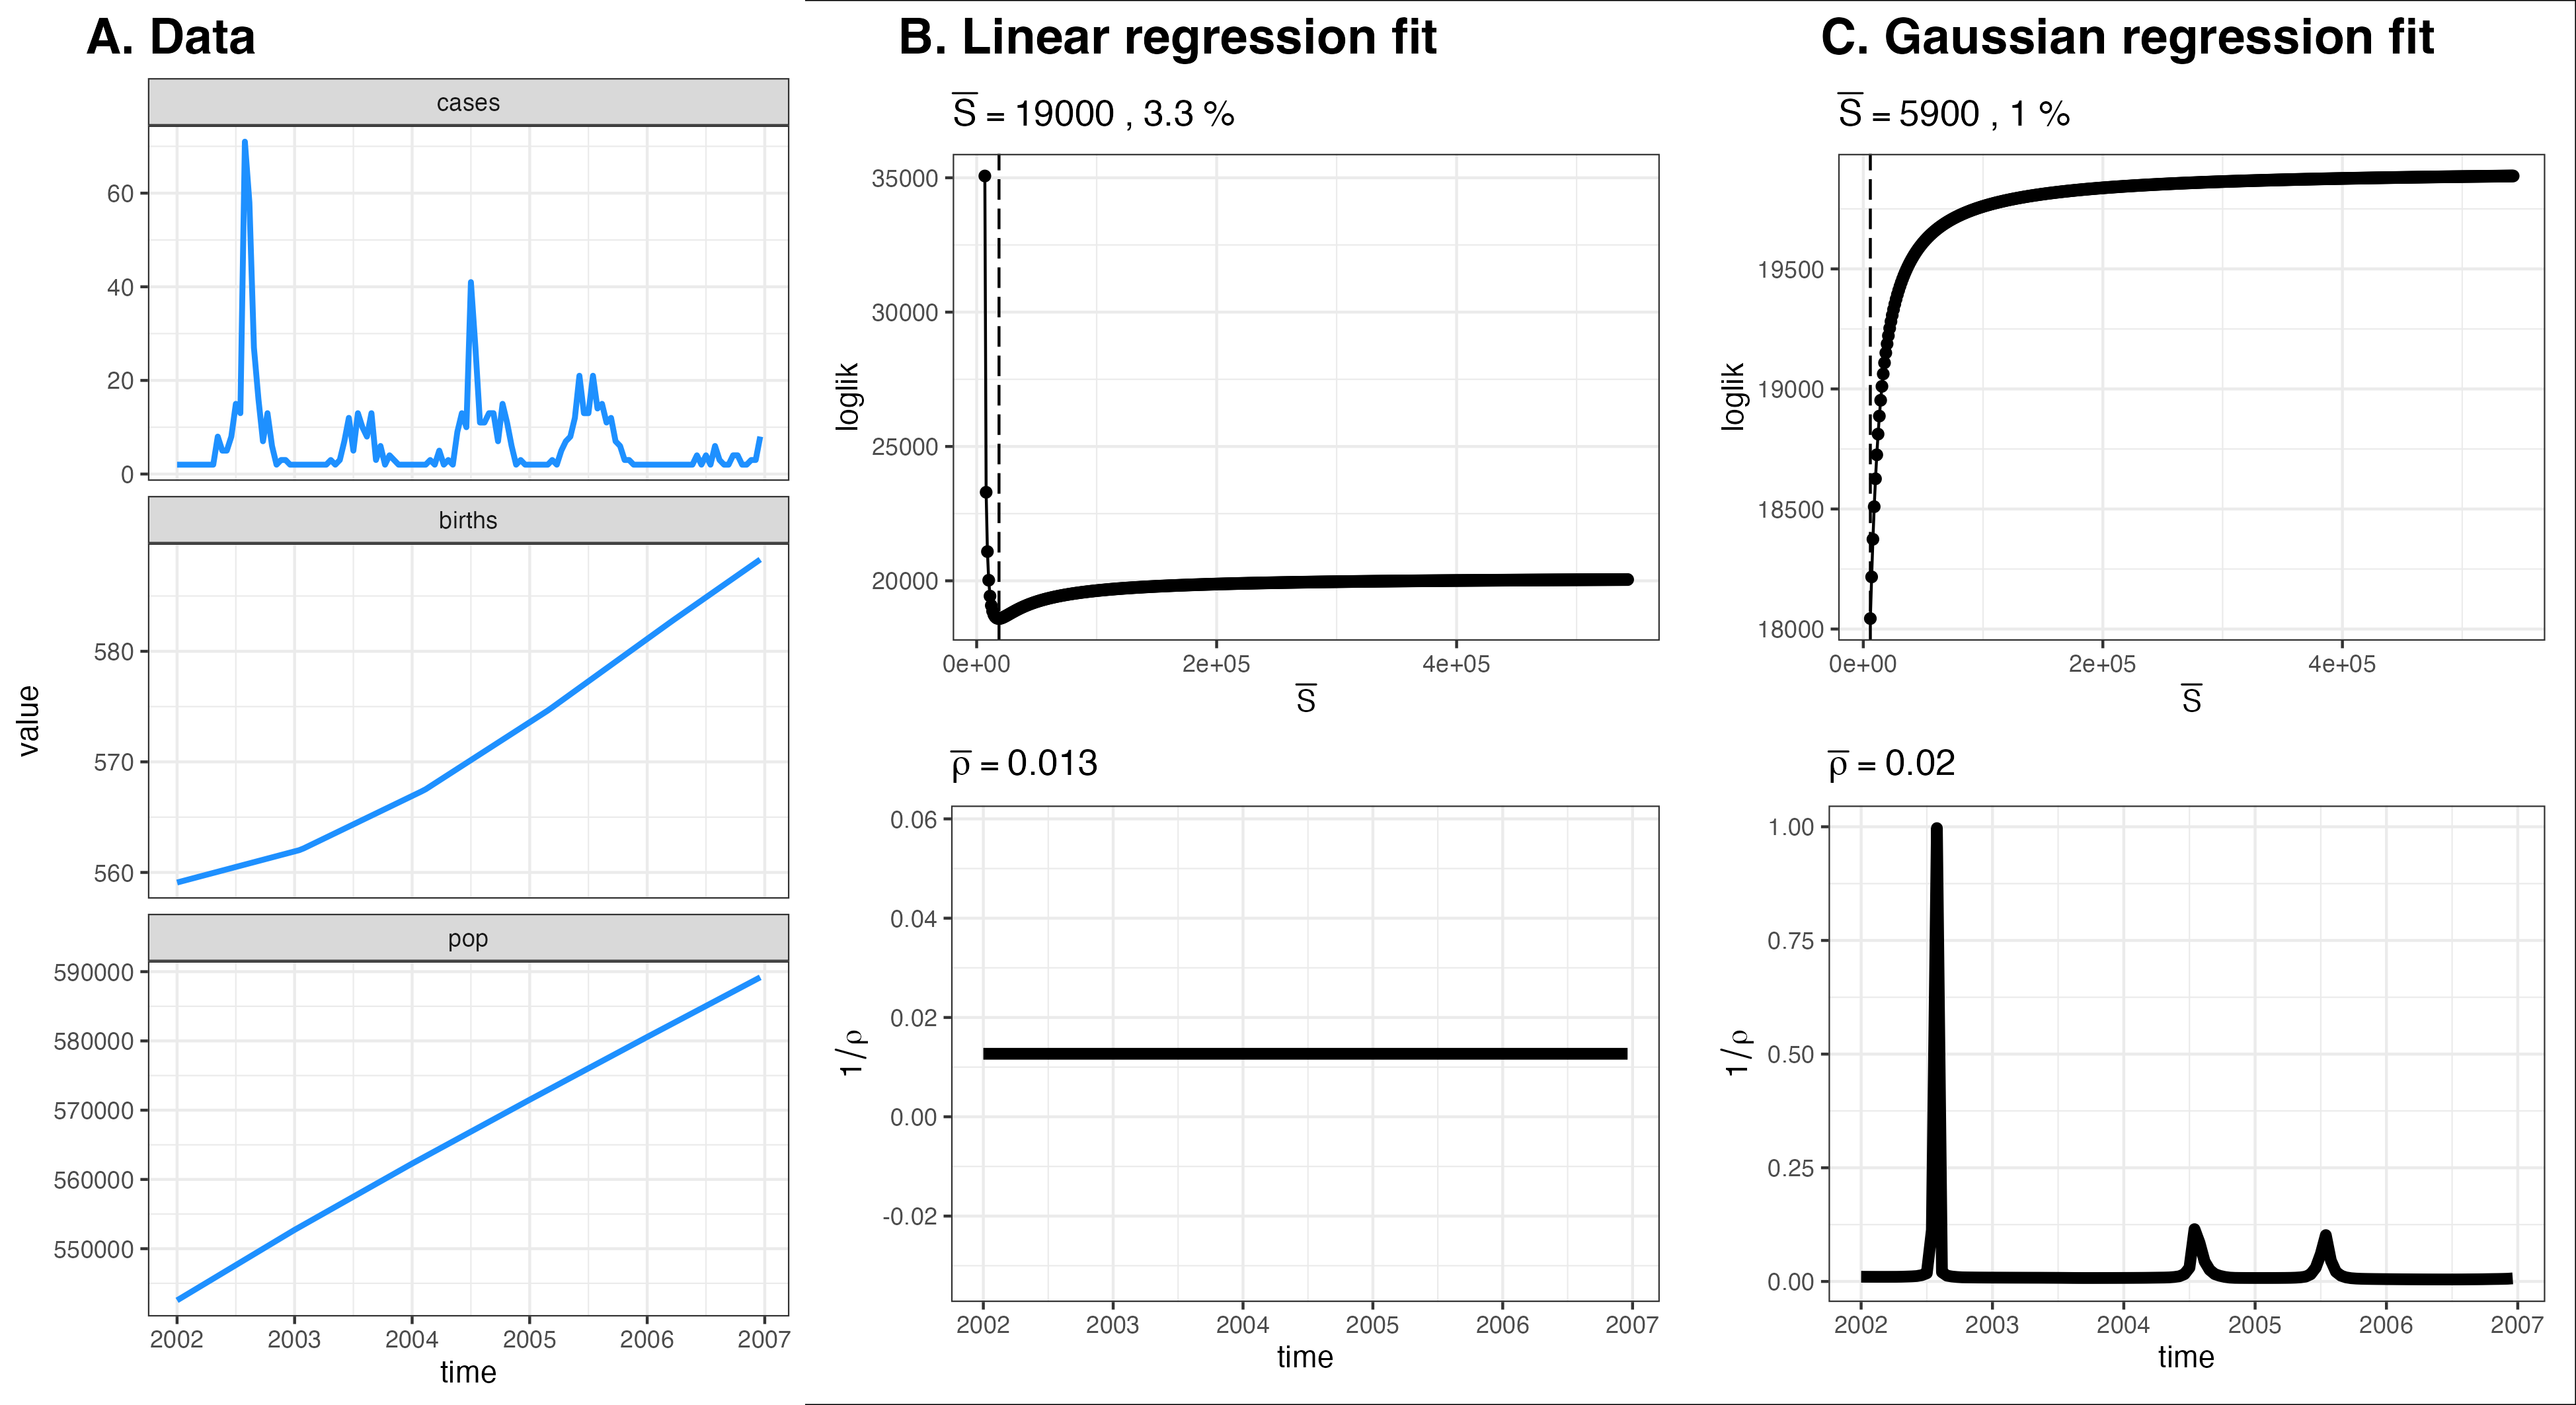 A. Data
cases
60
40
20
0
births
580
570
560
pop
590000
580000
570000
560000
550000
2002 2003 2004 2005 2006 2007
time
value
B. Linear regression fit
S̅ = 19000 , 3.3 %
35000
30000
25000
20000
loglik
0e+00 2e+05 4e+05
S̅
ρ̅ = 0.013
0.06
0.04
0.02
0.00
-0.02
1/ρ
2002 2003 2004 2005 2006 2007
time
C. Gaussian regression fit
S̅ = 5900 , 1 %
19500
19000
18500
18000
loglik
0e+00 2e+05 4e+05
S̅
ρ̅ = 0.02
1.00
0.75
0.50
0.25
0.00
1/ρ
2002 2003 2004 2005 2006 2007
time